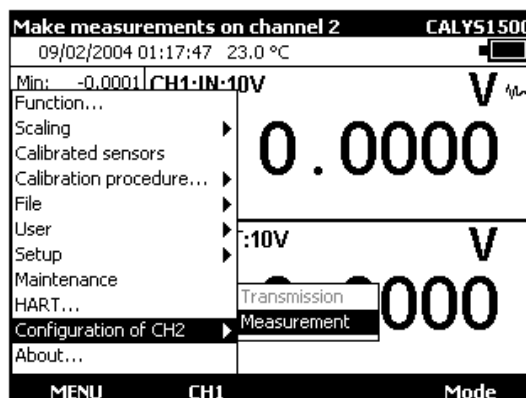 Make measurements on channel 2 CALYS1500
09/02/2004 01:17:47 23.0 °C
Min: -0.0001 CH1:IN:10V V
0.0000
Function...
Scaling
Calibrated sensors
Calibration procedure...
File
User
Setup
Maintenance
HART...
Configuration of CH2
About...
T:10V V
Transmission
Measurement
000
MENU CH1 Mode